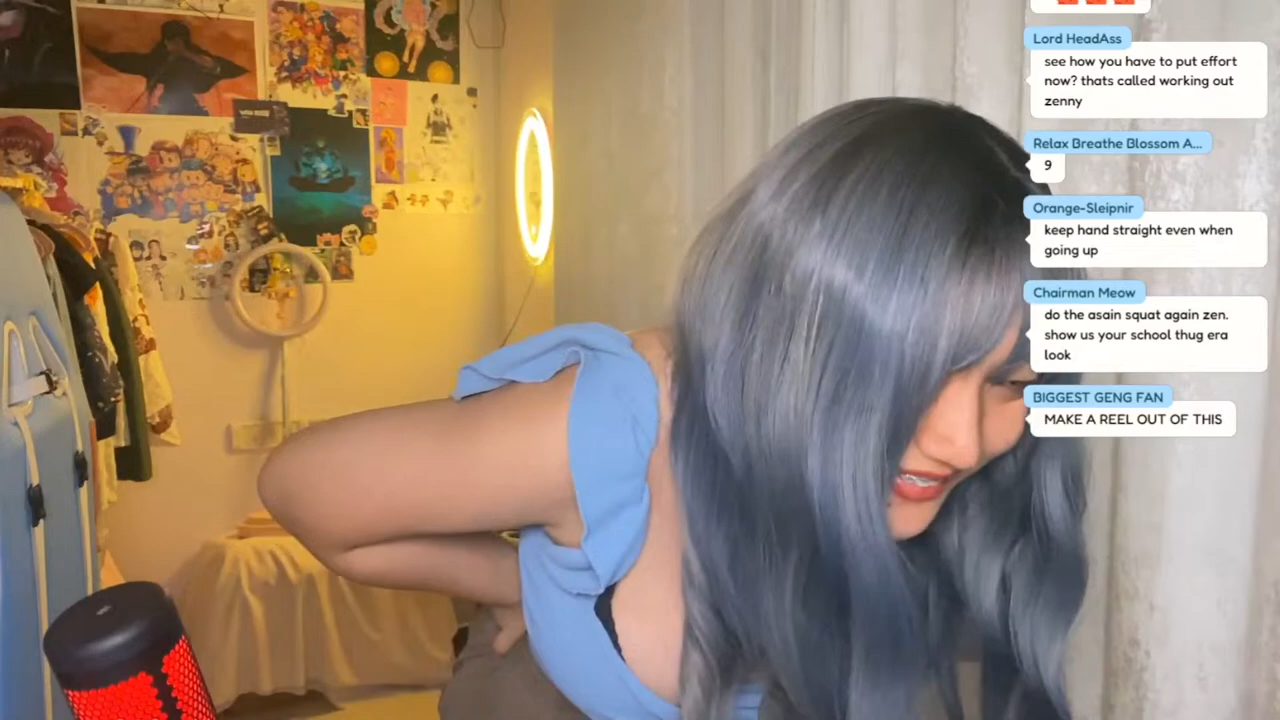 Lord HeadAss
see how you have to put effort
now? thats called working out
zenny
Relax Breathe Blossom A...
9
Orange-Sleipnir
keep hand straight even when
going up
Chairman Meow
do the asain squat again zen.
show us your school thug era
look
BIGGEST GENG FAN
MAKE A REEL OUT OF THIS